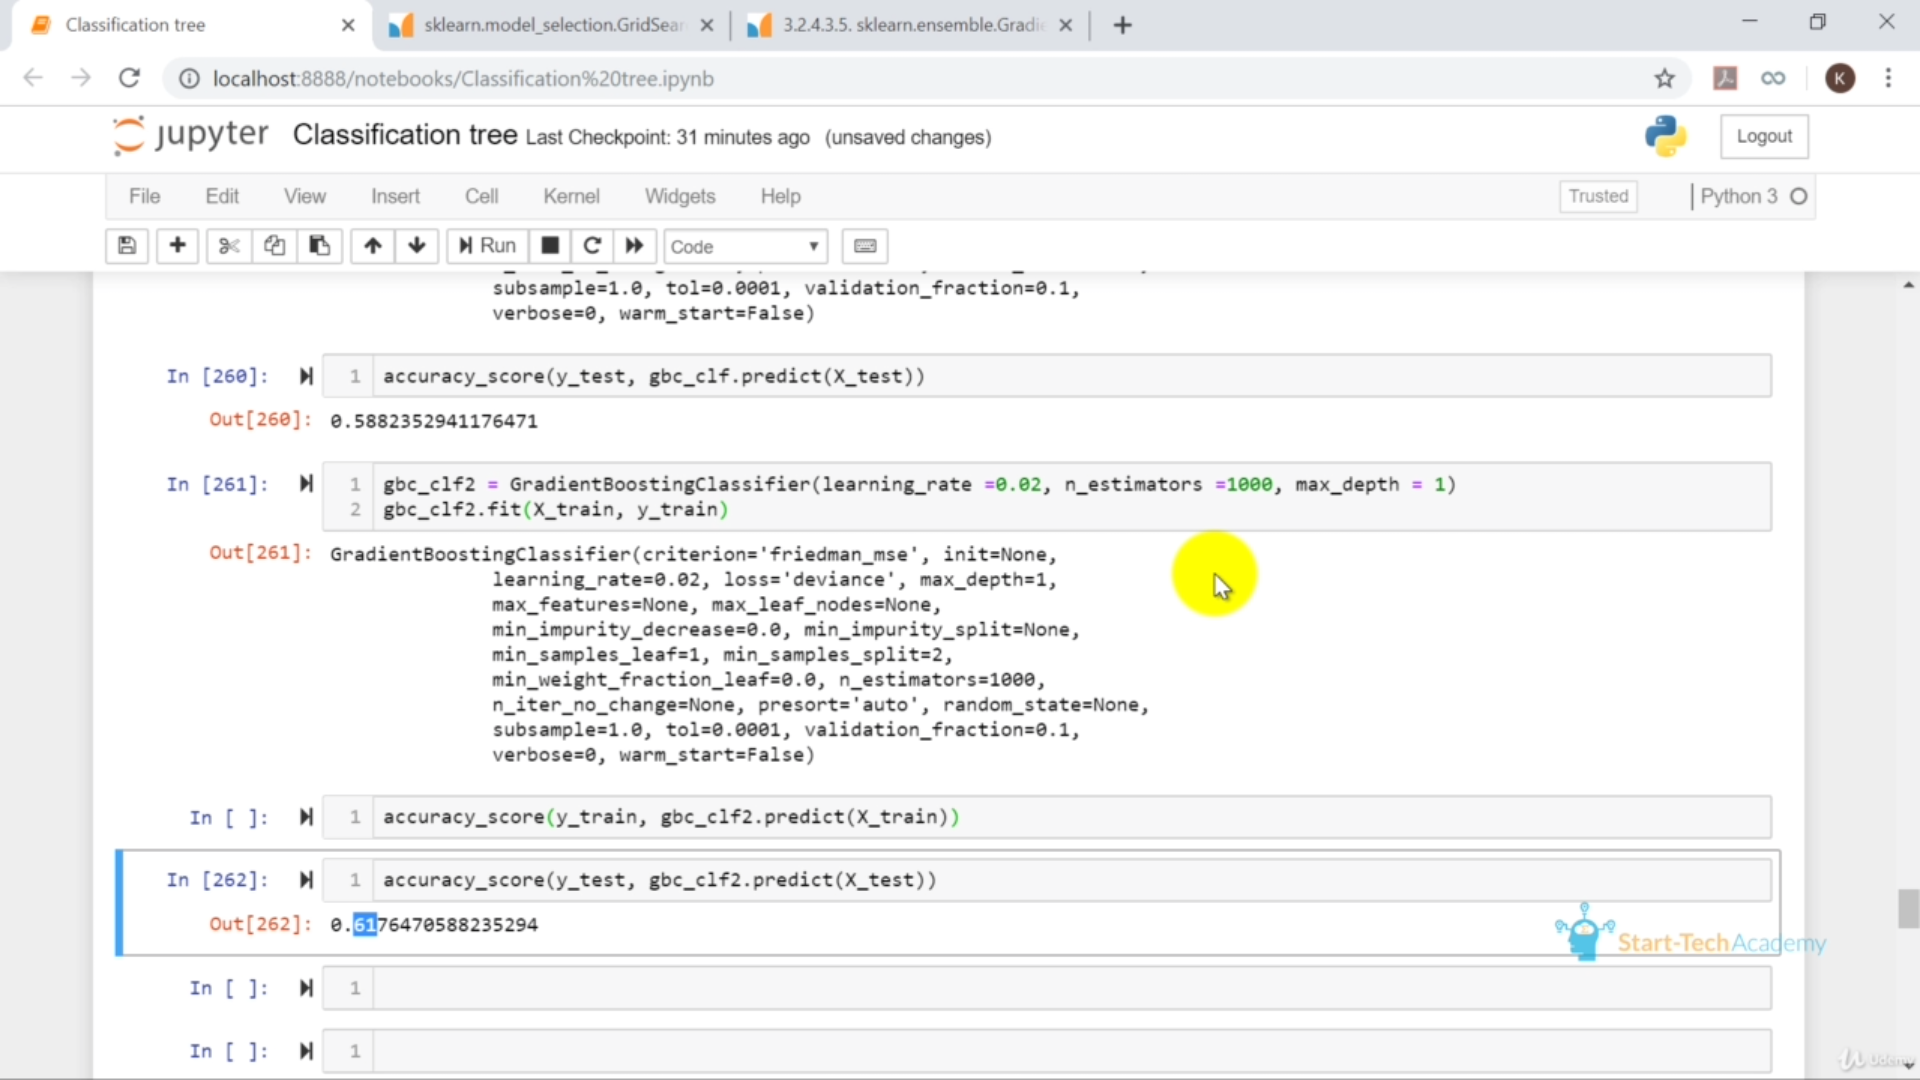 Classification tree
sklearn.model_selection.GridSear
3.2.4.3.5. sklearn.ensemble.Gradie
localhost:8888/notebooks/Classification%20tree.ipynb
K
jupyter Classification tree Last Checkpoint: 31 minutes ago (unsaved changes)
Logout
File Edit View Insert Cell Kernel Widgets Help
Trusted
Python 3
Run
Code
subsample=1.0, tol=0.0001, validation_fraction=0.1,
verbose=0, warm_start=False)
In [260]: 1 accuracy_score(y_test, gbc_clf.predict(X_test))
Out[260]: 0.5882352941176471
In [261]: 1 gbc_clf2 = GradientBoostingClassifier(learning_rate =0.02, n_estimators =1000, max_depth = 1)
2 gbc_clf2.fit(X_train, y_train)
Out[261]: GradientBoostingClassifier(criterion='friedman_mse', init=None,
learning_rate=0.02, loss='deviance', max_depth=1,
max_features=None, max_leaf_nodes=None,
min_impurity_decrease=0.0, min_impurity_split=None,
min_samples_leaf=1, min_samples_split=2,
min_weight_fraction_leaf=0.0, n_estimators=1000,
n_iter_no_change=None, presort='auto', random_state=None,
subsample=1.0, tol=0.0001, validation_fraction=0.1,
verbose=0, warm_start=False)
In [ ]: 1 accuracy_score(y_train, gbc_clf2.predict(X_train))
In [262]: 1 accuracy_score(y_test, gbc_clf2.predict(X_test))
Out[262]: 0.6176470588235294
Start-TechAcademy
In [ ]: 1
In [ ]: 1
Udemy